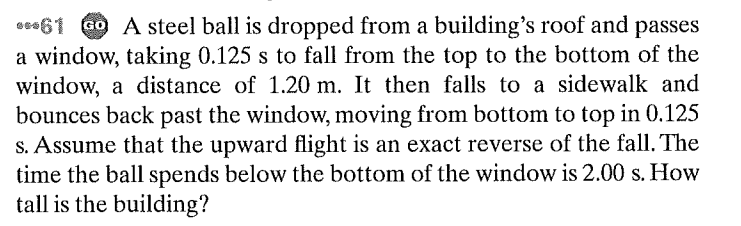 •••61 GO A steel ball is dropped from a building's roof and passes
a window, taking 0.125 s to fall from the top to the bottom of the
window, a distance of 1.20 m. It then falls to a sidewalk and
bounces back past the window, moving from bottom to top in 0.125
s. Assume that the upward flight is an exact reverse of the fall. The
time the ball spends below the bottom of the window is 2.00 s. How
tall is the building?